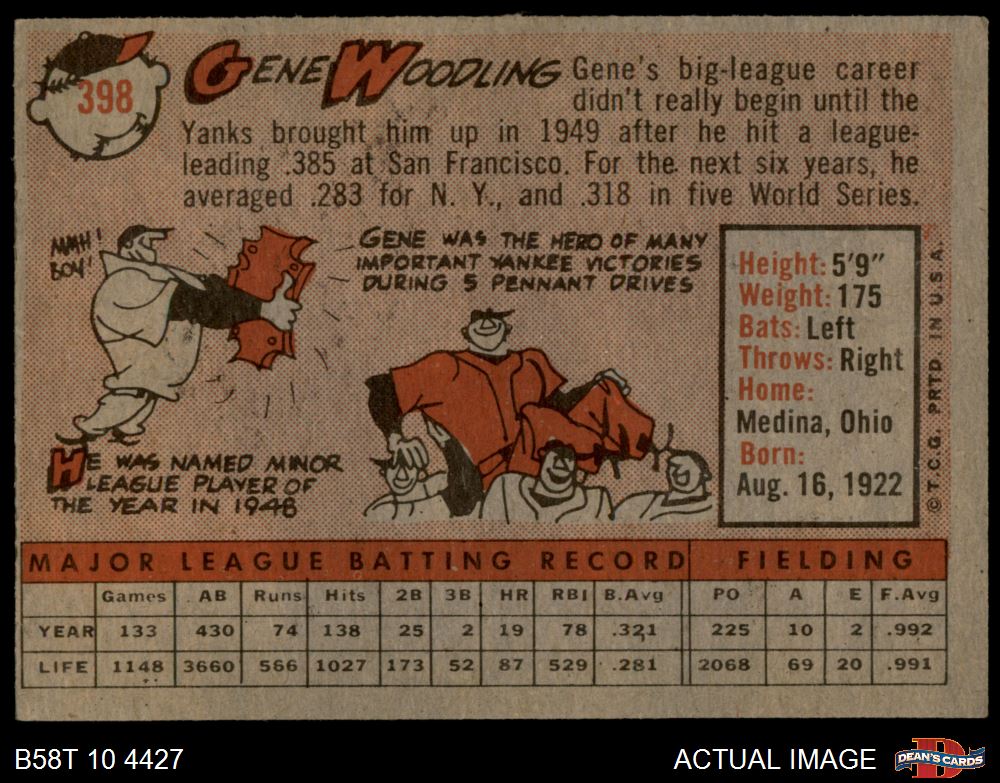 398
GENE WOODLING
Gene's big-league career
didn't really begin until the
Yanks brought him up in 1949 after he hit a league-
leading .385 at San Francisco. For the next six years, he
averaged .283 for N. Y., and .318 in five World Series.
MMH!
BOY!
GENE WAS THE HERO OF MANY
IMPORTANT YANKEE VICTORIES
DURING 5 PENNANT DRIVES
HE WAS NAMED MINOR
LEAGUE PLAYER OF
THE YEAR IN 1948
Height: 5'9"
Weight: 175
Bats: Left
Throws: Right
Home:
Medina, Ohio
Born:
Aug. 16, 1922
© T.C.G. PRTD. IN U.S.A.
MAJOR LEAGUE BATTING RECORD FIELDING
Games AB Runs Hits 2B 3B HR RBI B.Avg PO A E F.Avg
YEAR 133 430 74 138 25 2 19 78 .321 225 10 2 .992
LIFE 1148 3660 566 1027 173 52 87 529 .281 2068 69 20 .991
B58T 10 4427
ACTUAL IMAGE
D
DEAN'S CARDS